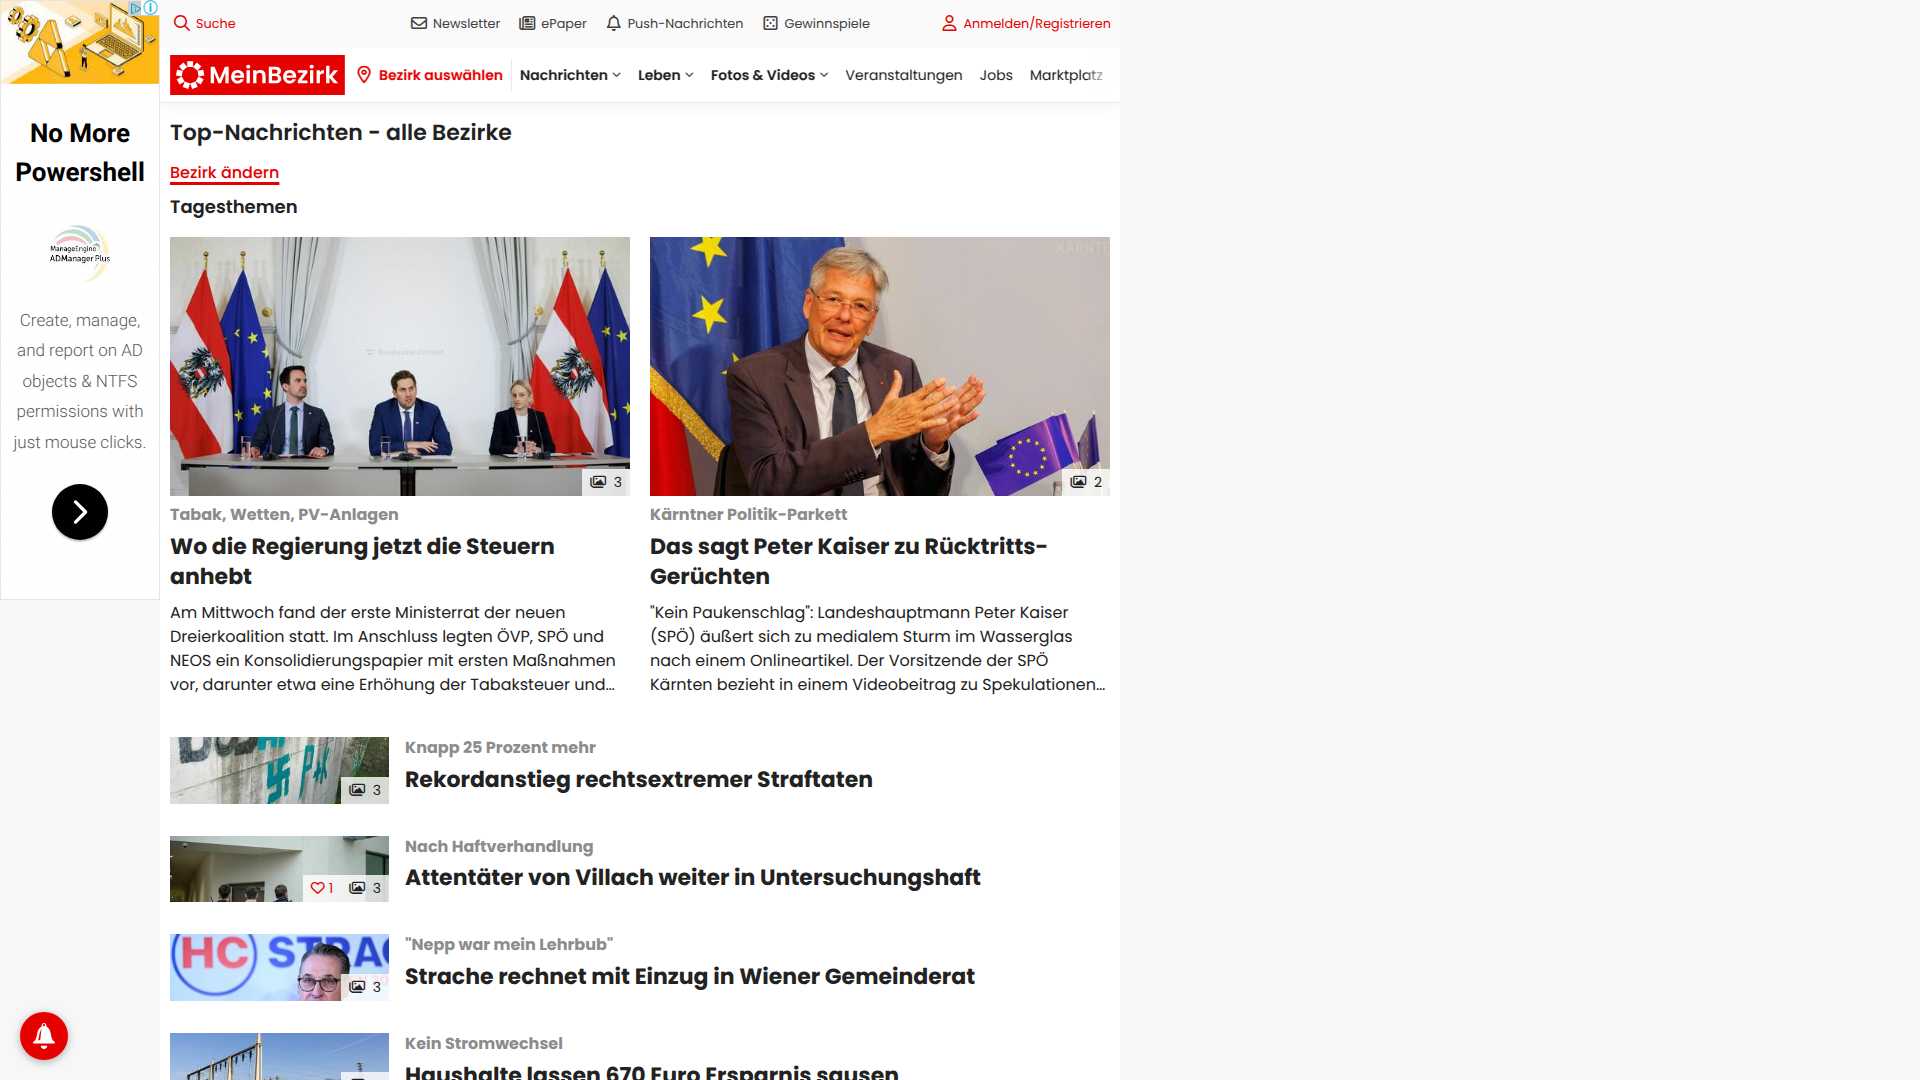 Suche
Newsletter
ePaper
Push-Nachrichten
Gewinnspiele
Anmelden/Registrieren
MeinBezirk
Bezirk auswählen
Nachrichten
Leben
Fotos & Videos
Veranstaltungen
Jobs
Marktplatz
No More
Powershell
ManageEngine
ADManager Plus
Create, manage,
and report on AD
objects & NTFS
permissions with
just mouse clicks.
Top-Nachrichten - alle Bezirke
Bezirk ändern
Tagesthemen
3
Tabak, Wetten, PV-Anlagen
Wo die Regierung jetzt die Steuern
anhebt
Am Mittwoch fand der erste Ministerrat der neuen
Dreierkoalition statt. Im Anschluss legten ÖVP, SPÖ und
NEOS ein Konsolidierungspapier mit ersten Maßnahmen
vor, darunter etwa eine Erhöhung der Tabaksteuer und...
2
Kärntner Politik-Parkett
Das sagt Peter Kaiser zu Rücktritts-
Gerüchten
"Kein Paukenschlag": Landeshauptmann Peter Kaiser
(SPÖ) äußert sich zu medialem Sturm im Wasserglas
nach einem Onlineartikel. Der Vorsitzende der SPÖ
Kärnten bezieht in einem Videobeitrag zu Spekulationen...
3
Knapp 25 Prozent mehr
Rekordanstieg rechtsextremer Straftaten
1
3
Nach Haftverhandlung
Attentäter von Villach weiter in Untersuchungshaft
HC STRAC
3
"Nepp war mein Lehrbub"
Strache rechnet mit Einzug in Wiener Gemeinderat
Kein Stromwechsel
Haushalte lassen 670 Euro Ersparnis sausen